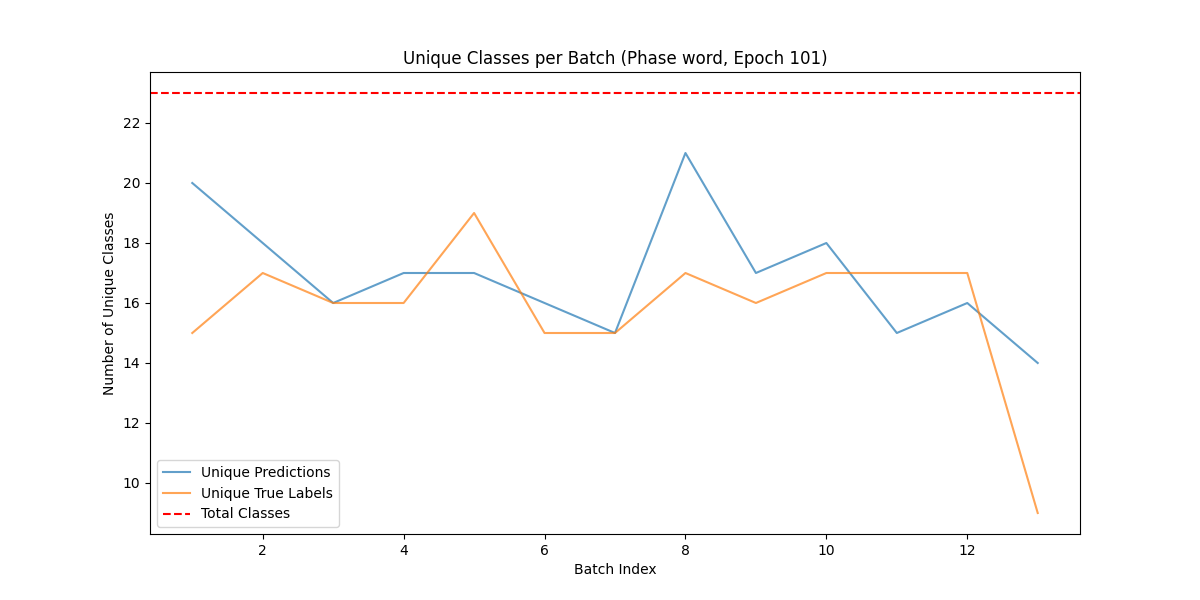 Unique Classes per Batch (Phase word, Epoch 101)
Number of Unique Classes
22
20
18
16
14
12
10
Unique Predictions
Unique True Labels
Total Classes
2 4 6 8 10 12
Batch Index